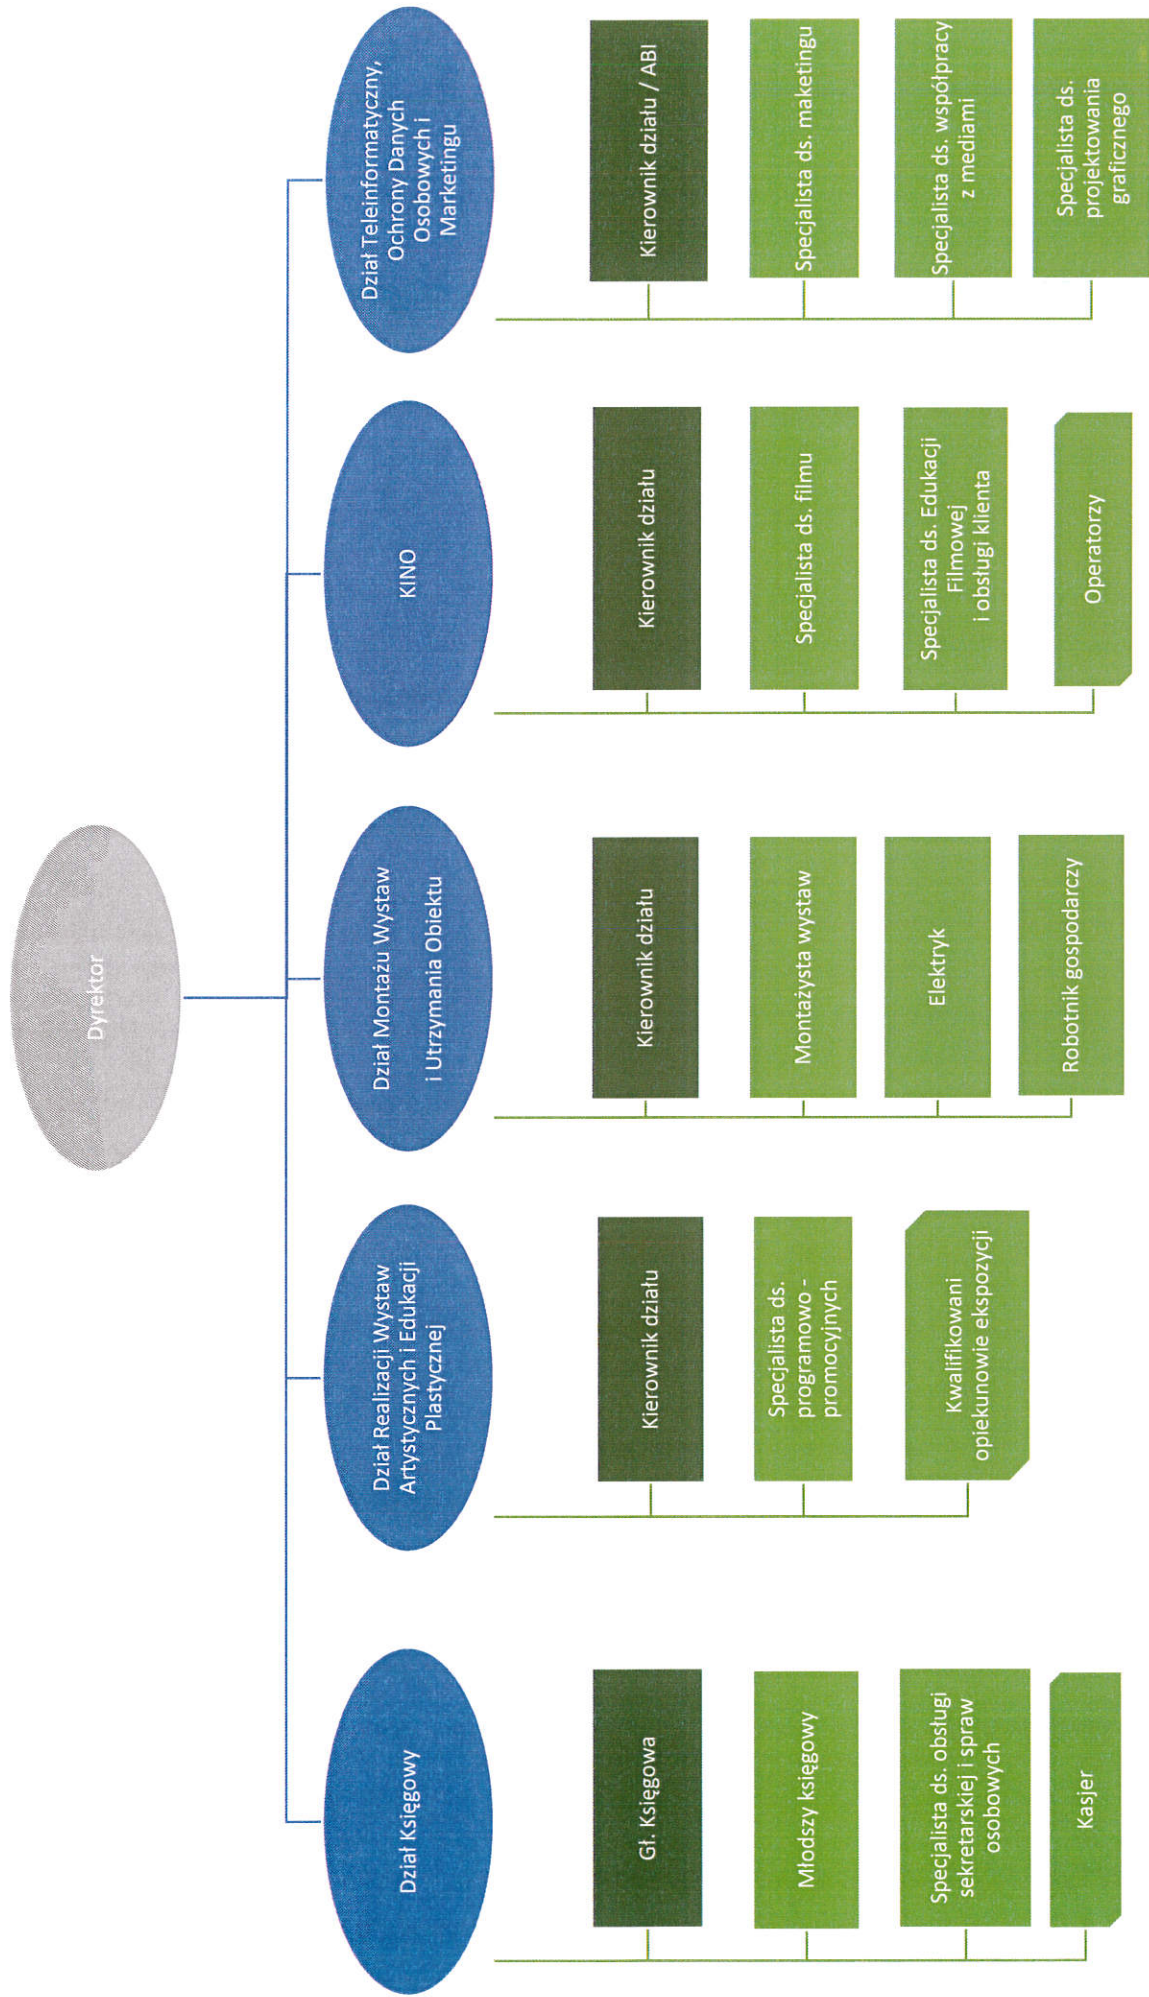 Dyrektor
Dział Księgowy
Gł. Księgowa
Młodszy księgowy
Specjalista ds. obsługi
sekretarskiej i spraw
osobowych
Kasjer
Dział Realizacji Wystaw
Artystycznych i Edukacji
Plastycznej
Kierownik działu
Specjalista ds.
programowo -
promocyjnych
Kwalifikowani
opiekunowie ekspozycji
Dział Montażu Wystaw
i Utrzymania Obiektu
Kierownik działu
Montażysta wystaw
Elektryk
Robotnik gospodarczy
KINO
Kierownik działu
Specjalista ds. filmu
Specjalista ds. Edukacji
Filmowej
i obsługi klienta
Operatorzy
Dział Teleinformatyczny,
Ochrony Danych
Osobowych i
Marketingu
Kierownik działu / ABI
Specjalista ds. maketingu
Specjalista ds. współpracy
z mediami
Specjalista ds.
projektowania
graficznego